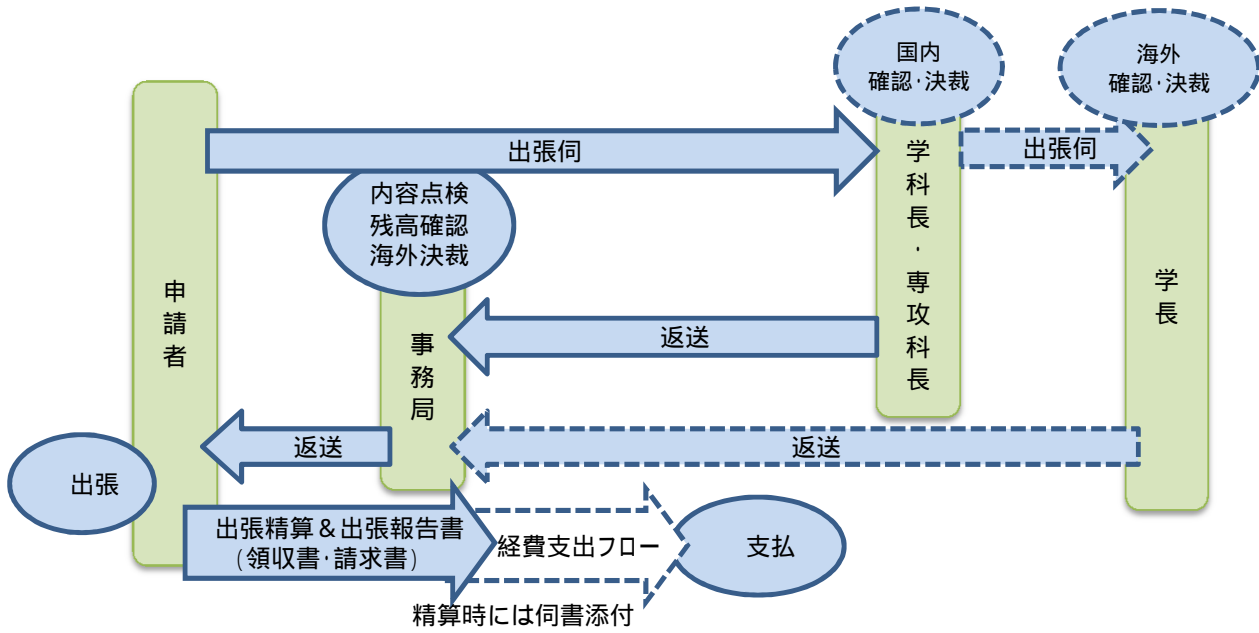 国内
確認･決裁
海外
確認･決裁
出張伺
出張伺
内容点検
残高確認
海外決裁
申請者
事務局
学科長・専攻科長
学長
返送
返送
返送
出張
出張精算＆出張報告書
(領収書･請求書)
経費支出フロー
支払
精算時には伺書添付